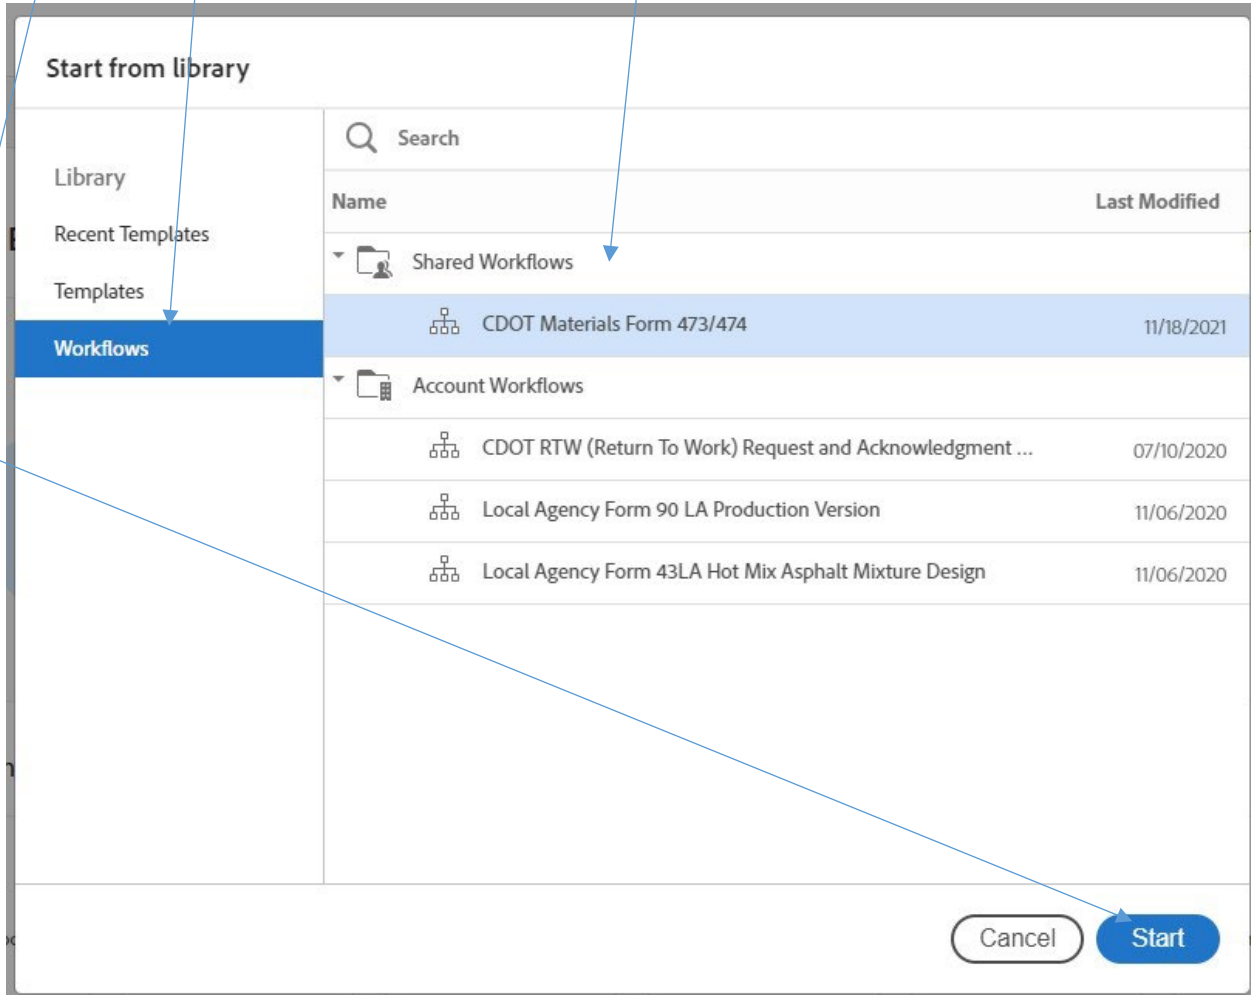 Start from library
Search
Library
Name Last Modified
Recent Templates
Shared Workflows
Templates
CDOT Materials Form 473/474 11/18/2021
Workflows
Account Workflows
CDOT RTW (Return To Work) Request and Acknowledgment ... 07/10/2020
Local Agency Form 90 LA Production Version 11/06/2020
Local Agency Form 43LA Hot Mix Asphalt Mixture Design 11/06/2020
Cancel Start